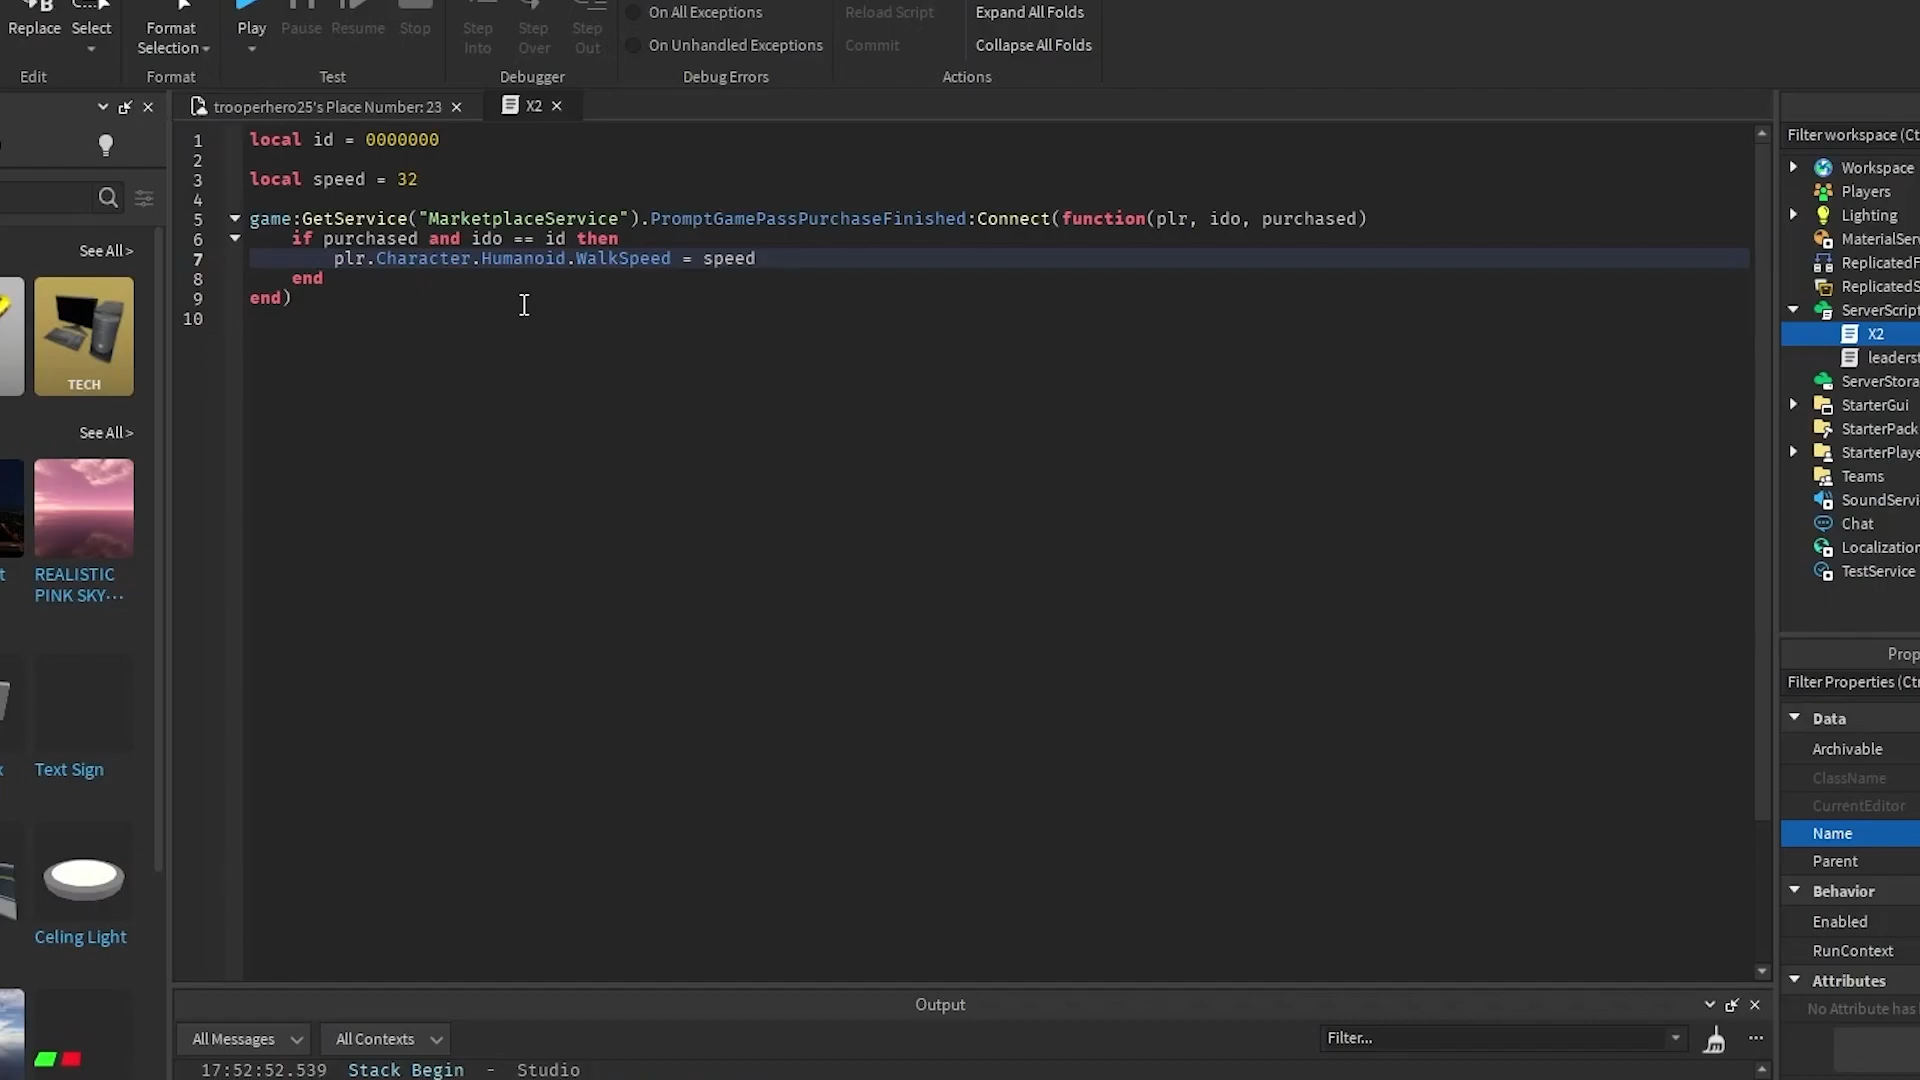 Replace Select Format Selection Play Pause Resume Stop Step Into Step Over Step Out
On All Exceptions Reload Script Expand All Folds
On Unhandled Exceptions Commit Collapse All Folds
Edit Format Test Debugger Debug Errors Actions
trooperhero25's Place Number: 23 X2
1 local id = 0000000
2
3 local speed = 32
4
5 game:GetService("MarketplaceService").PromptGamePassPurchaseFinished:Connect(function(plr, ido, purchased)
6 if purchased and ido == id then
7 plr.Character.Humanoid.WalkSpeed = speed
8 end
9 end)
10
See All >
TECH
See All >
REALISTIC
PINK SKY...
Text Sign
Celing Light
Filter workspace (Ct
Workspace
Players
Lighting
MaterialSer
ReplicatedF
ReplicatedS
ServerScript
X2
leaderst
ServerStora
StarterGui
StarterPack
StarterPlaye
Teams
SoundServi
Chat
Localization
TestService
Prop
Filter Properties (Ct
Data
Archivable
ClassName
CurrentEditor
Name
Parent
Behavior
Enabled
RunContext
Attributes
No Attribute has
Output
All Messages All Contexts Filter...
17:52:52.539 Stack Begin - Studio